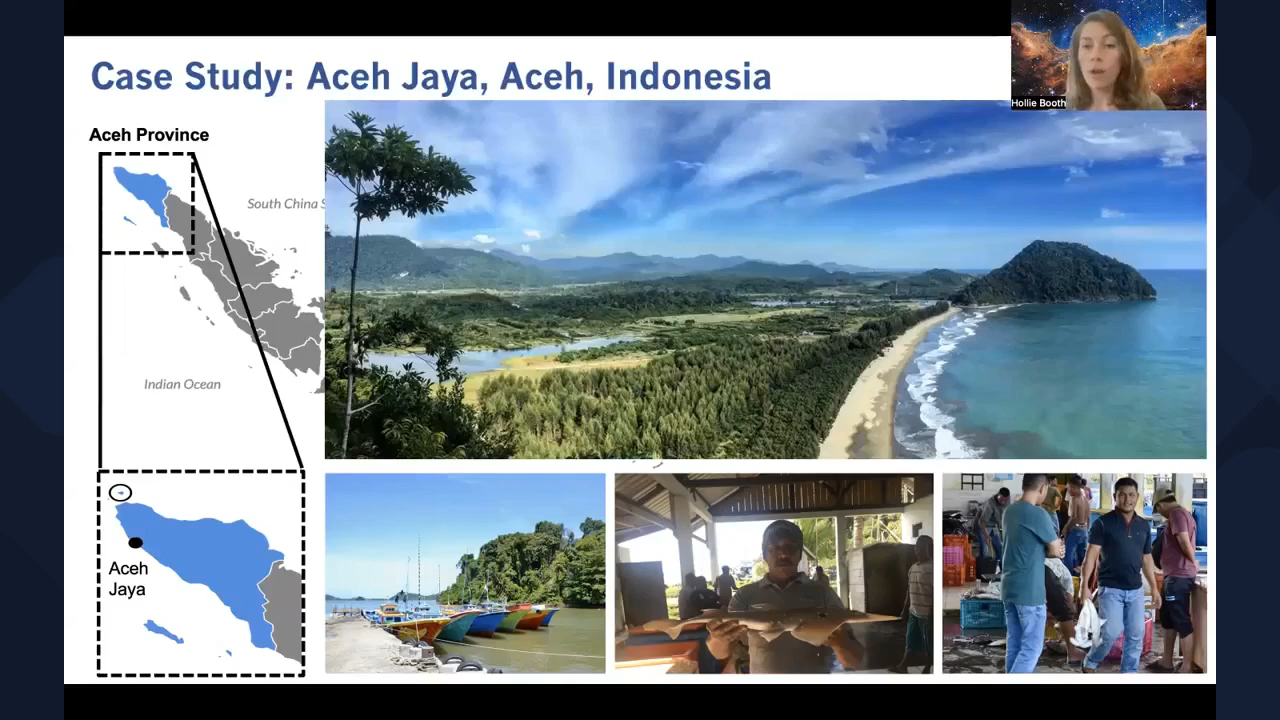 Case Study: Aceh Jaya, Aceh, Indonesia
Hollie Booth
Aceh Province
South China S
Indian Ocean
Aceh
Jaya